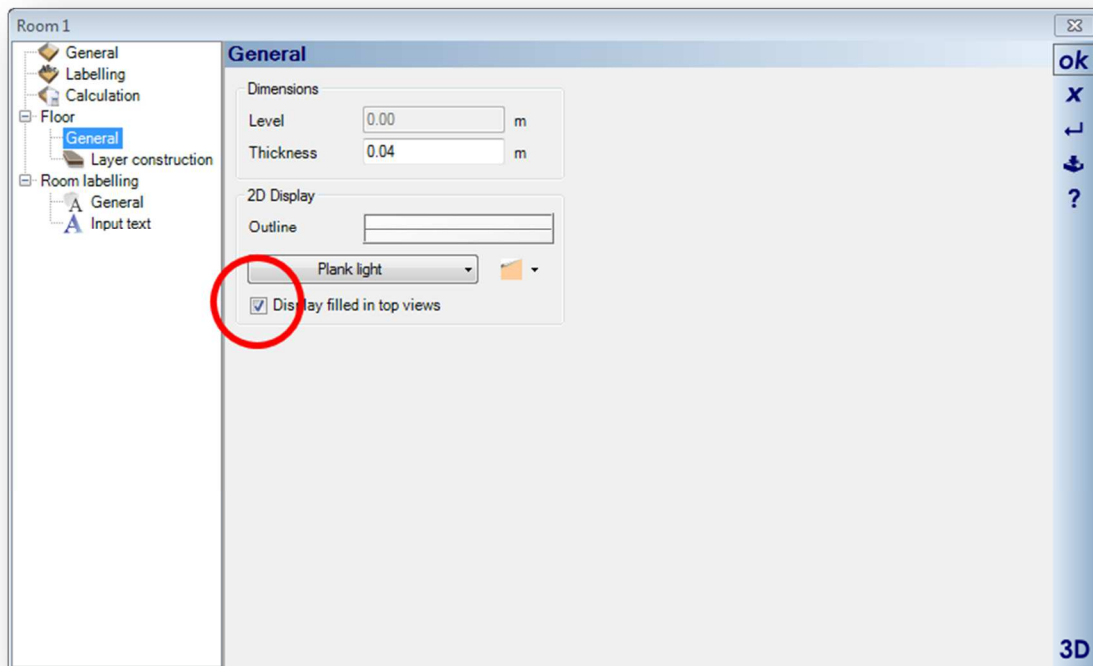 Room 1
General
Labelling
Calculation
Floor
General
Layer construction
Room labelling
A General
A Input text
General
Dimensions
Level 0.00 m
Thickness 0.04 m
2D Display
Outline
Plank light
Display filled in top views
ok
x
?
3D